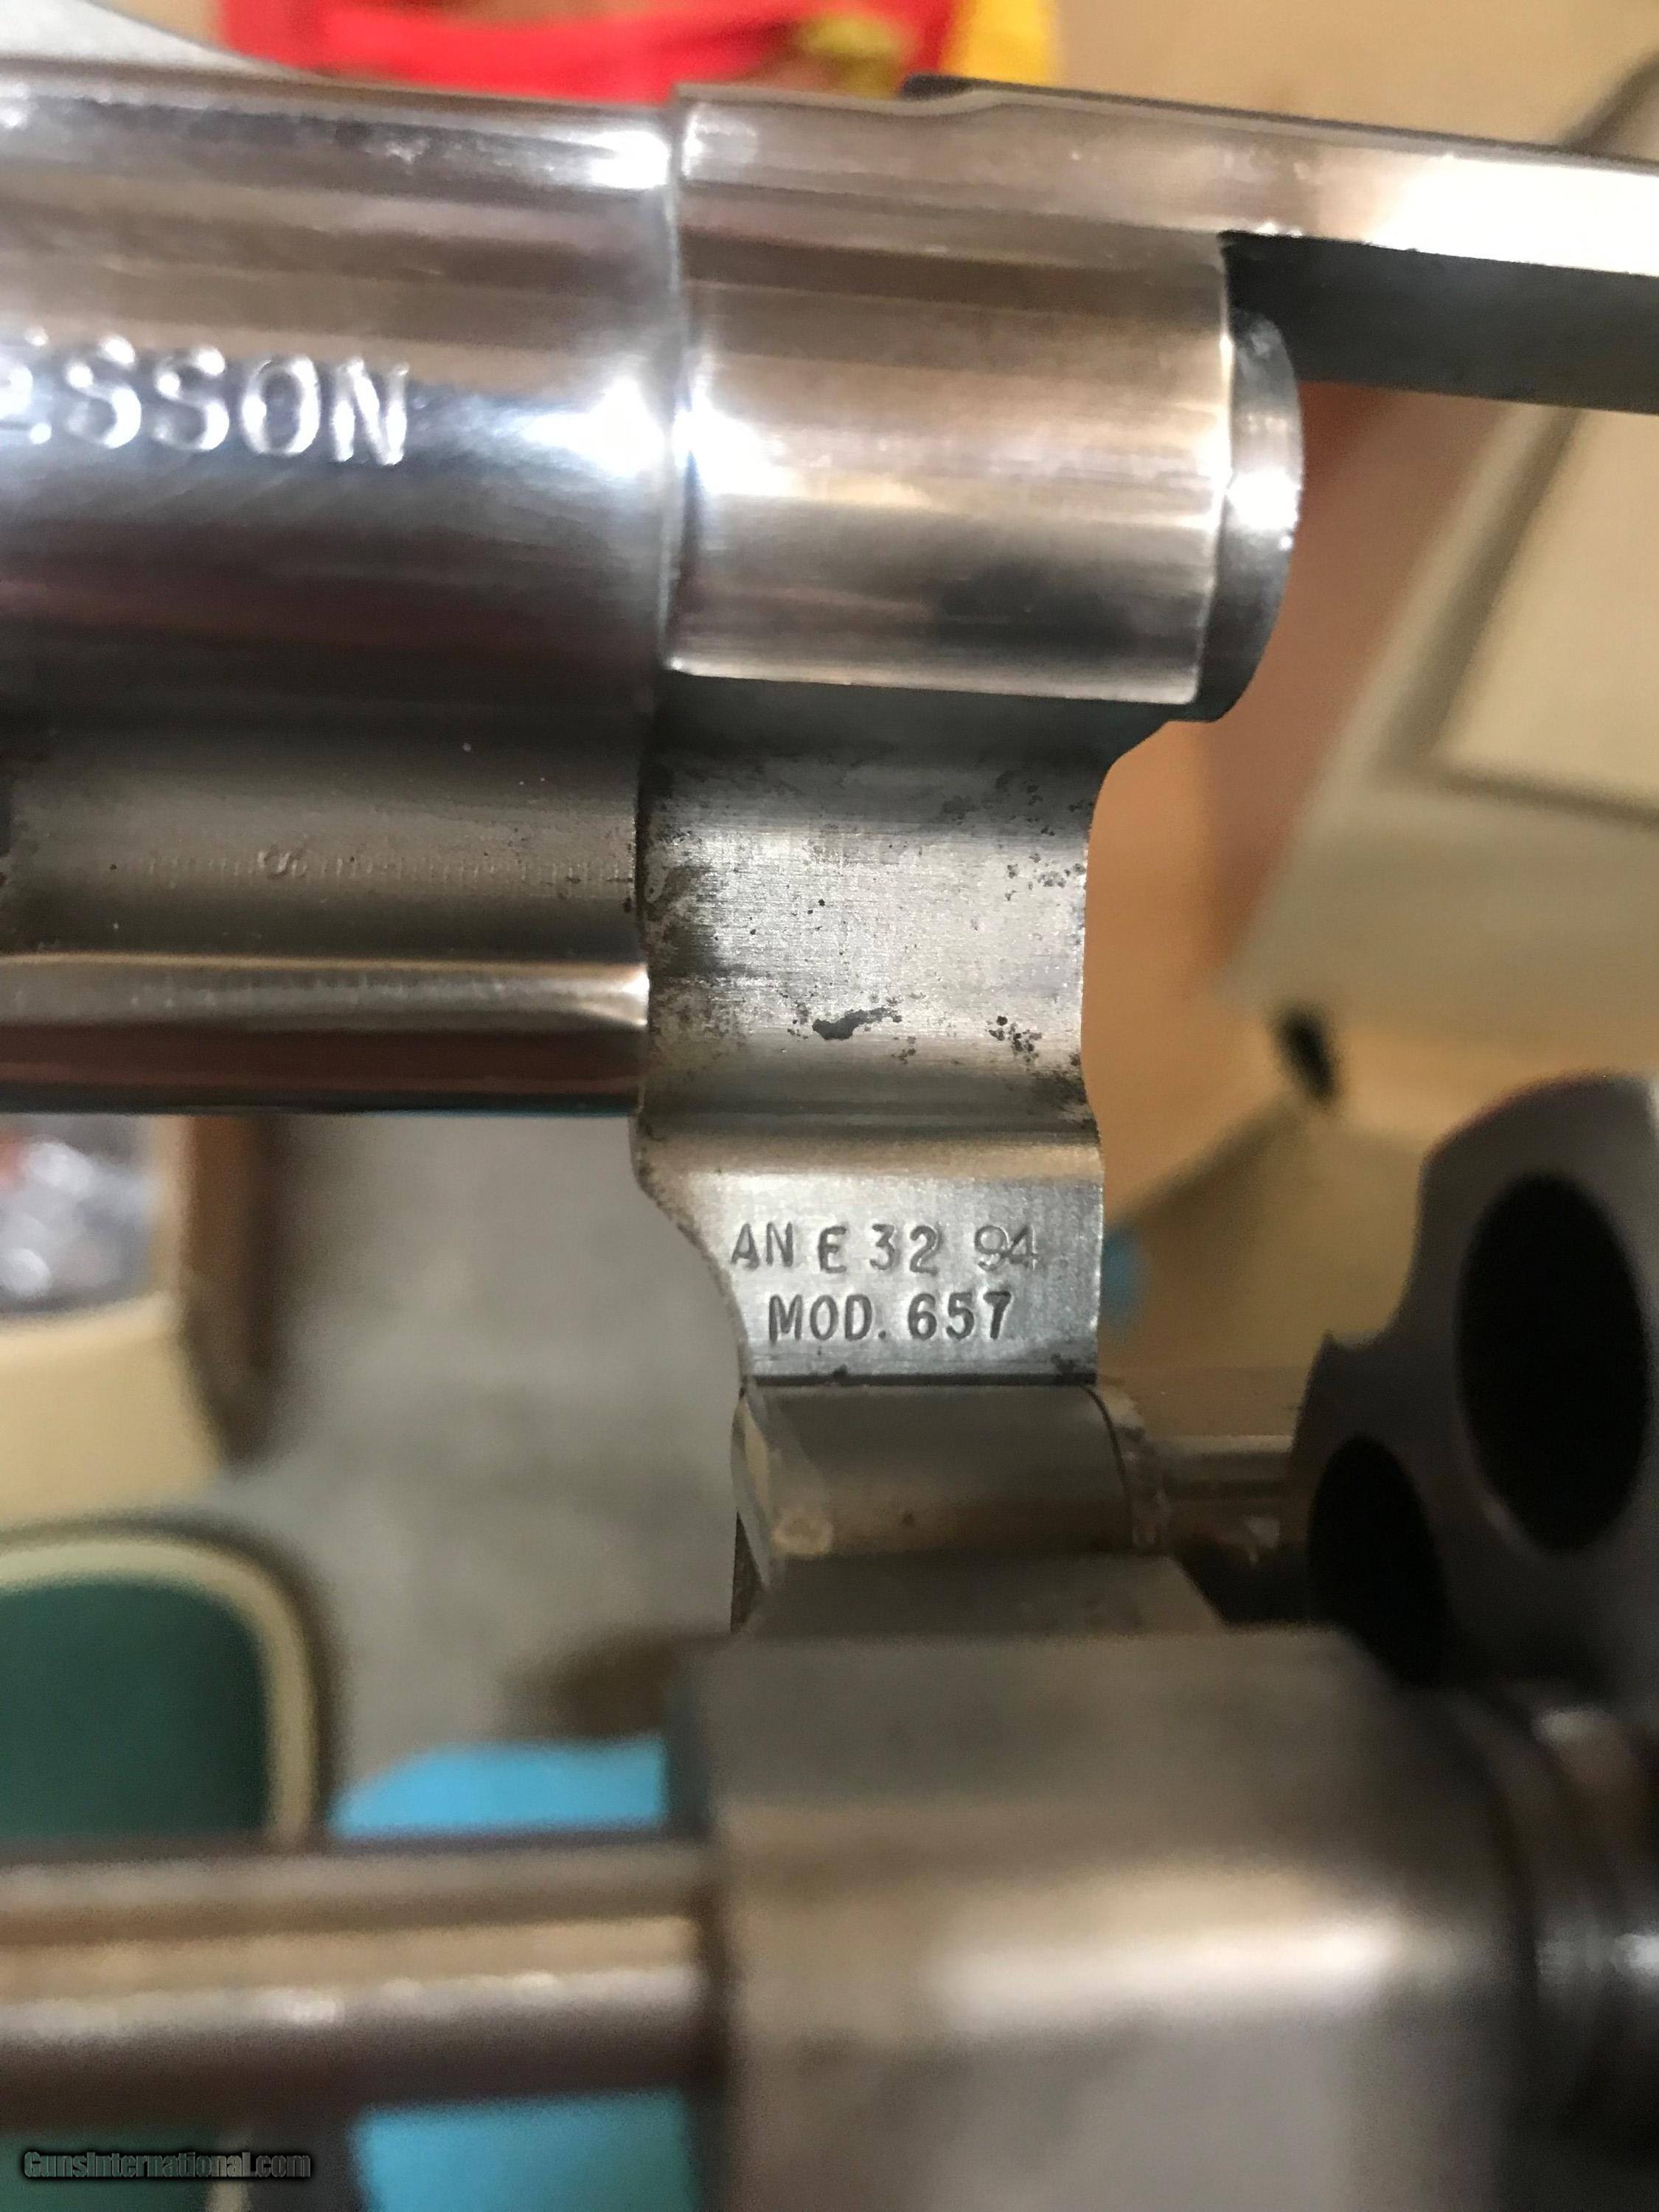 ESSON
AN E 32 94
MOD. 657
GunsInternational.com